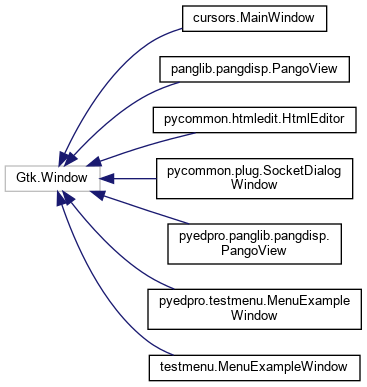 cursors.MainWindow
panglib.pangdisp.PangoView
pycommon.htmledit.HtmlEditor
Gtk.Window
pycommon.plug.SocketDialog
Window
pyedpro.panglib.pangdisp.
PangoView
pyedpro.testmenu.MenuExample
Window
testmenu.MenuExampleWindow